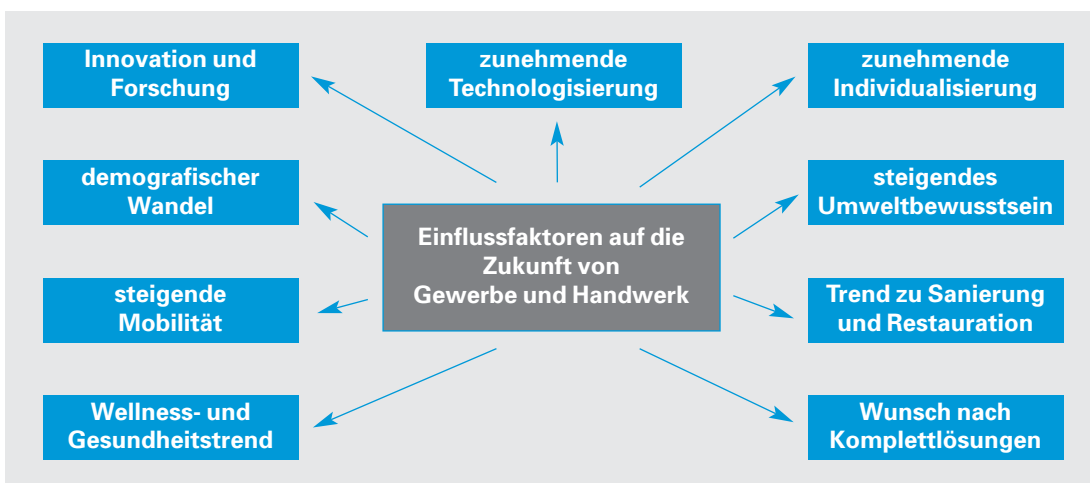 Innovation und
Forschung
zunehmende
Technologisierung
zunehmende
Individualisierung
demografischer
Wandel
steigendes
Umweltbewusstsein
Einflussfaktoren auf die
Zukunft von
Gewerbe und Handwerk
steigende
Mobilität
Trend zu Sanierung
und Restauration
Wellness- und
Gesundheitstrend
Wunsch nach
Komplettlösungen